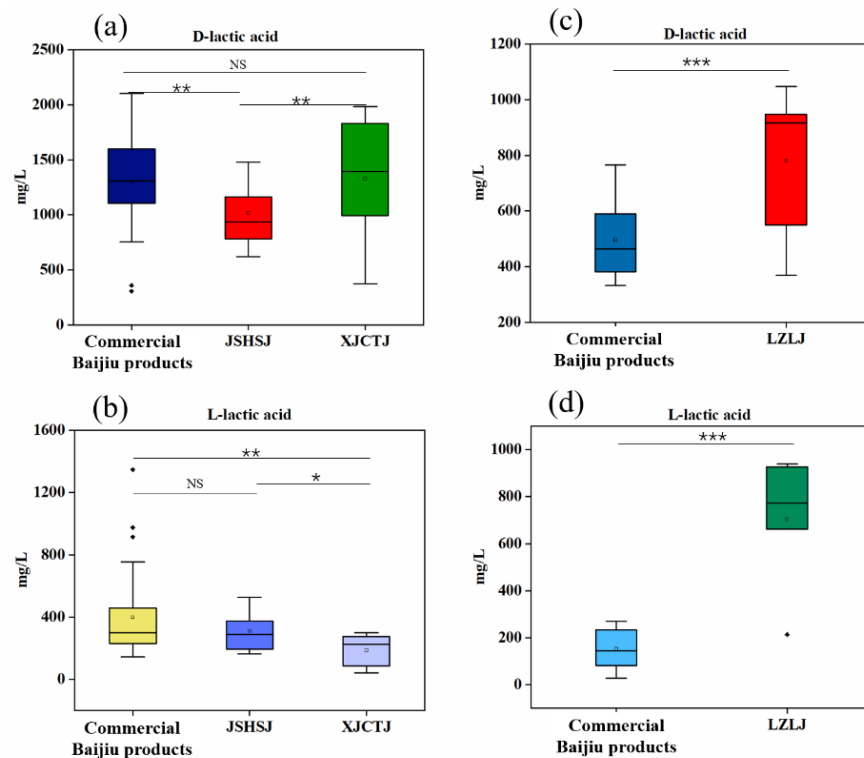 (a)
D-lactic acid
2500
2000
1500
1000
500
0
mg/L
NS
**
**
Commercial
Baijiu products
JSHSJ
XJCTJ
(c)
D-lactic acid
1200
1000
800
600
400
200
mg/L
***
Commercial
Baijiu products
LZLJ
(b)
L-lactic acid
1600
1200
800
400
0
mg/L
**
NS
*
Commercial
Baijiu products
JSHSJ
XJCTJ
(d)
L-lactic acid
1000
800
600
400
200
0
mg/L
***
Commercial
Baijiu products
LZLJ